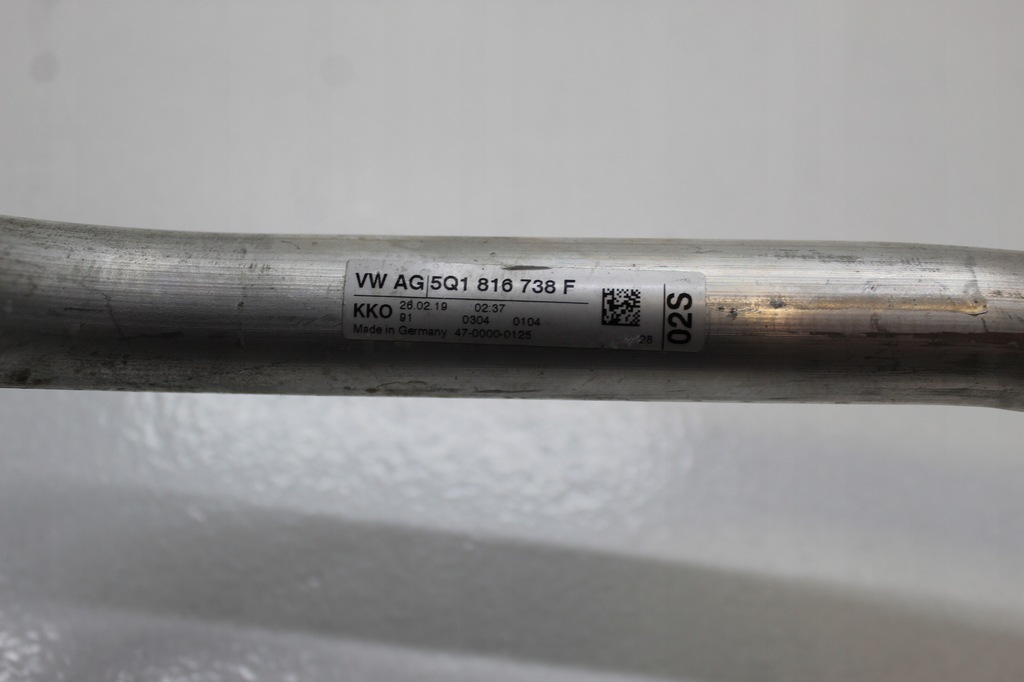 VW AG|5Q1 816 738 F
KKO 26.02.19 02:37
91 0304 0104
Made in Germany 47-0000-0125
28
02S